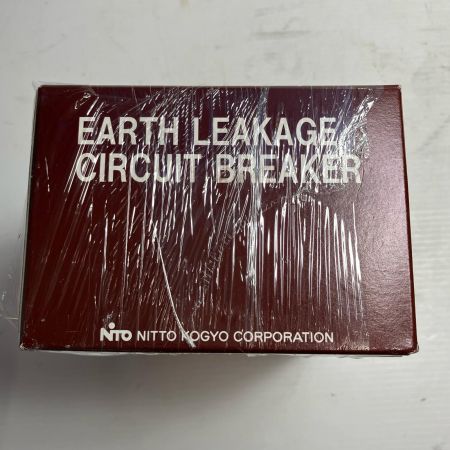 EARTH LEAKAGE
CIRCUIT BREAKER
NITO NITTO KOGYO CORPORATION